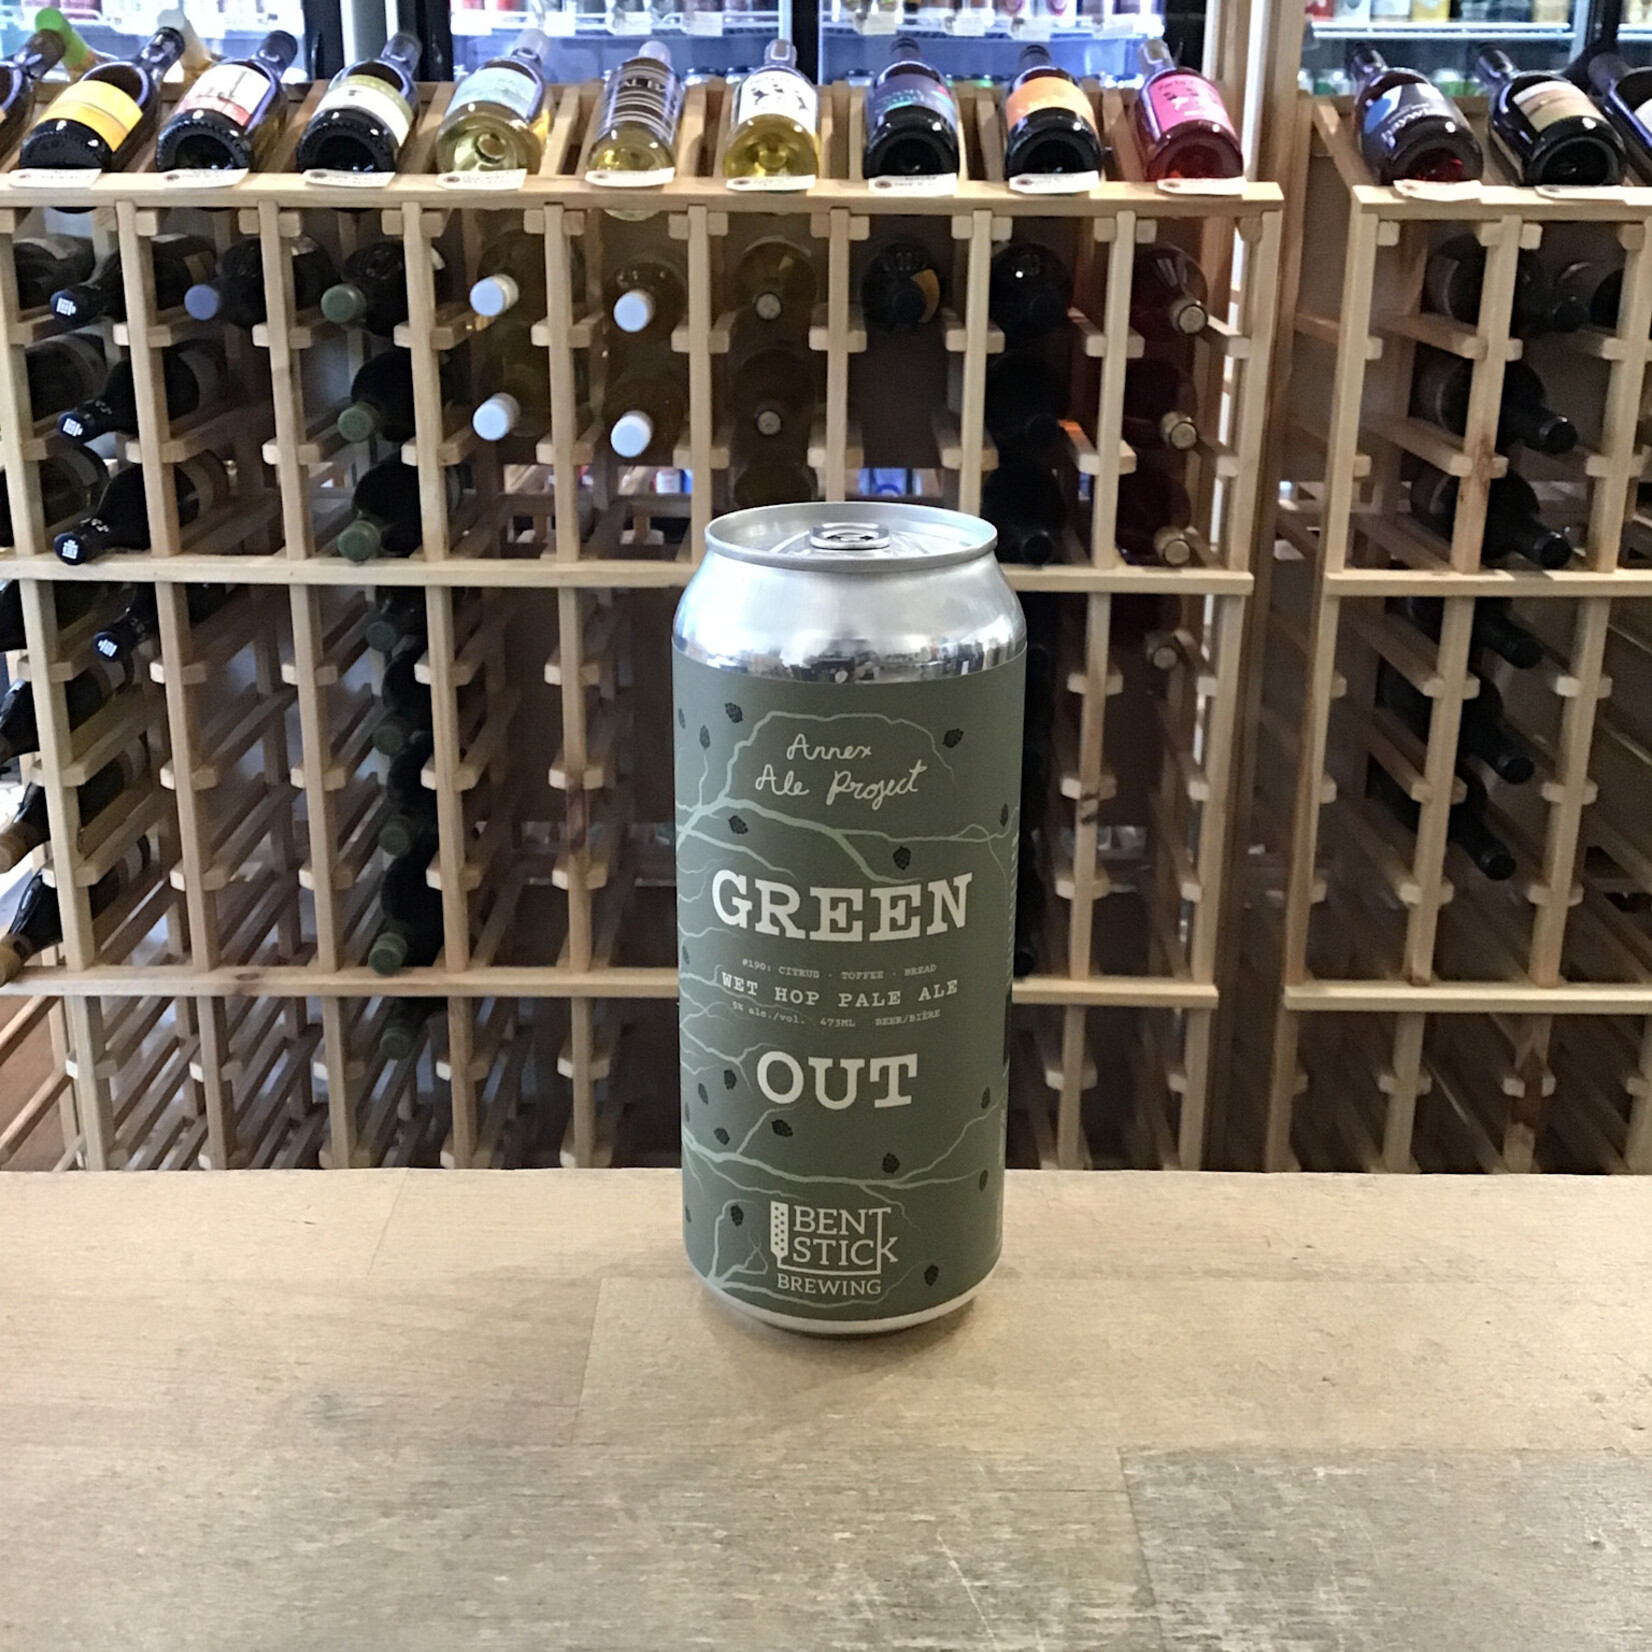 Annex
Ale Project
GREEN
#190: CITRUS · TOFFEE · BREAD
WET HOP PALE ALE
5% alc./vol. 473ML BEER/BIÈRE
OUT
BENT
STICK
BREWING